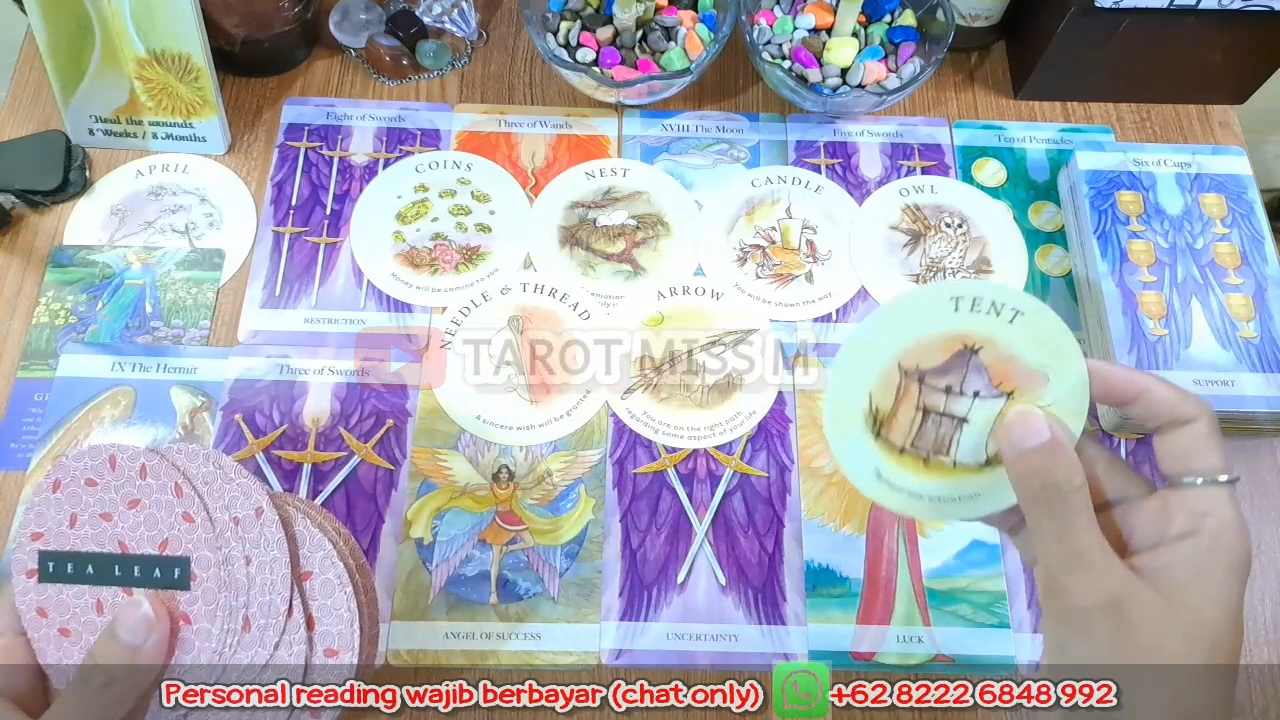 Heal the wounds
8 Weeks / 8 Months
APRIL
Eight of Swords
Three of Wands
XVIII The Moon
Five of Swords
Ten of Pentacles
Six of Cups
COINS
Money will be coming to you
NEST
CANDLE
You will be shown the way
OWL
NEEDLE & THREAD
A sincere wish will be granted
ARROW
You are on the right path
regarding some aspect of your life
TENT
RESTRICTION
SUPPORT
TAROT MISS M
IX The Hermit
Three of Swords
TEA LEAF
ANGEL OF SUCCESS
UNCERTAINTY
LUCK
Personal reading wajib berbayar (chat only) +62 8222 6848 992